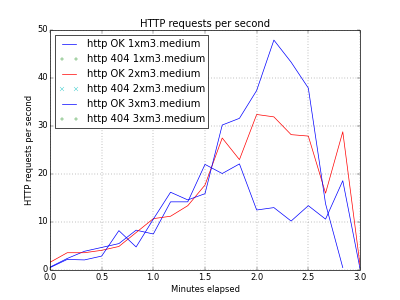 HTTP requests per second
50
http OK 1xm3.medium
http 404 1xm3.medium
http OK 2xm3.medium
http 404 2xm3.medium
http OK 3xm3.medium
http 404 3xm3.medium
40
30
20
10
0
HTTP requests per second
0.0 0.5 1.0 1.5 2.0 2.5 3.0
Minutes elapsed